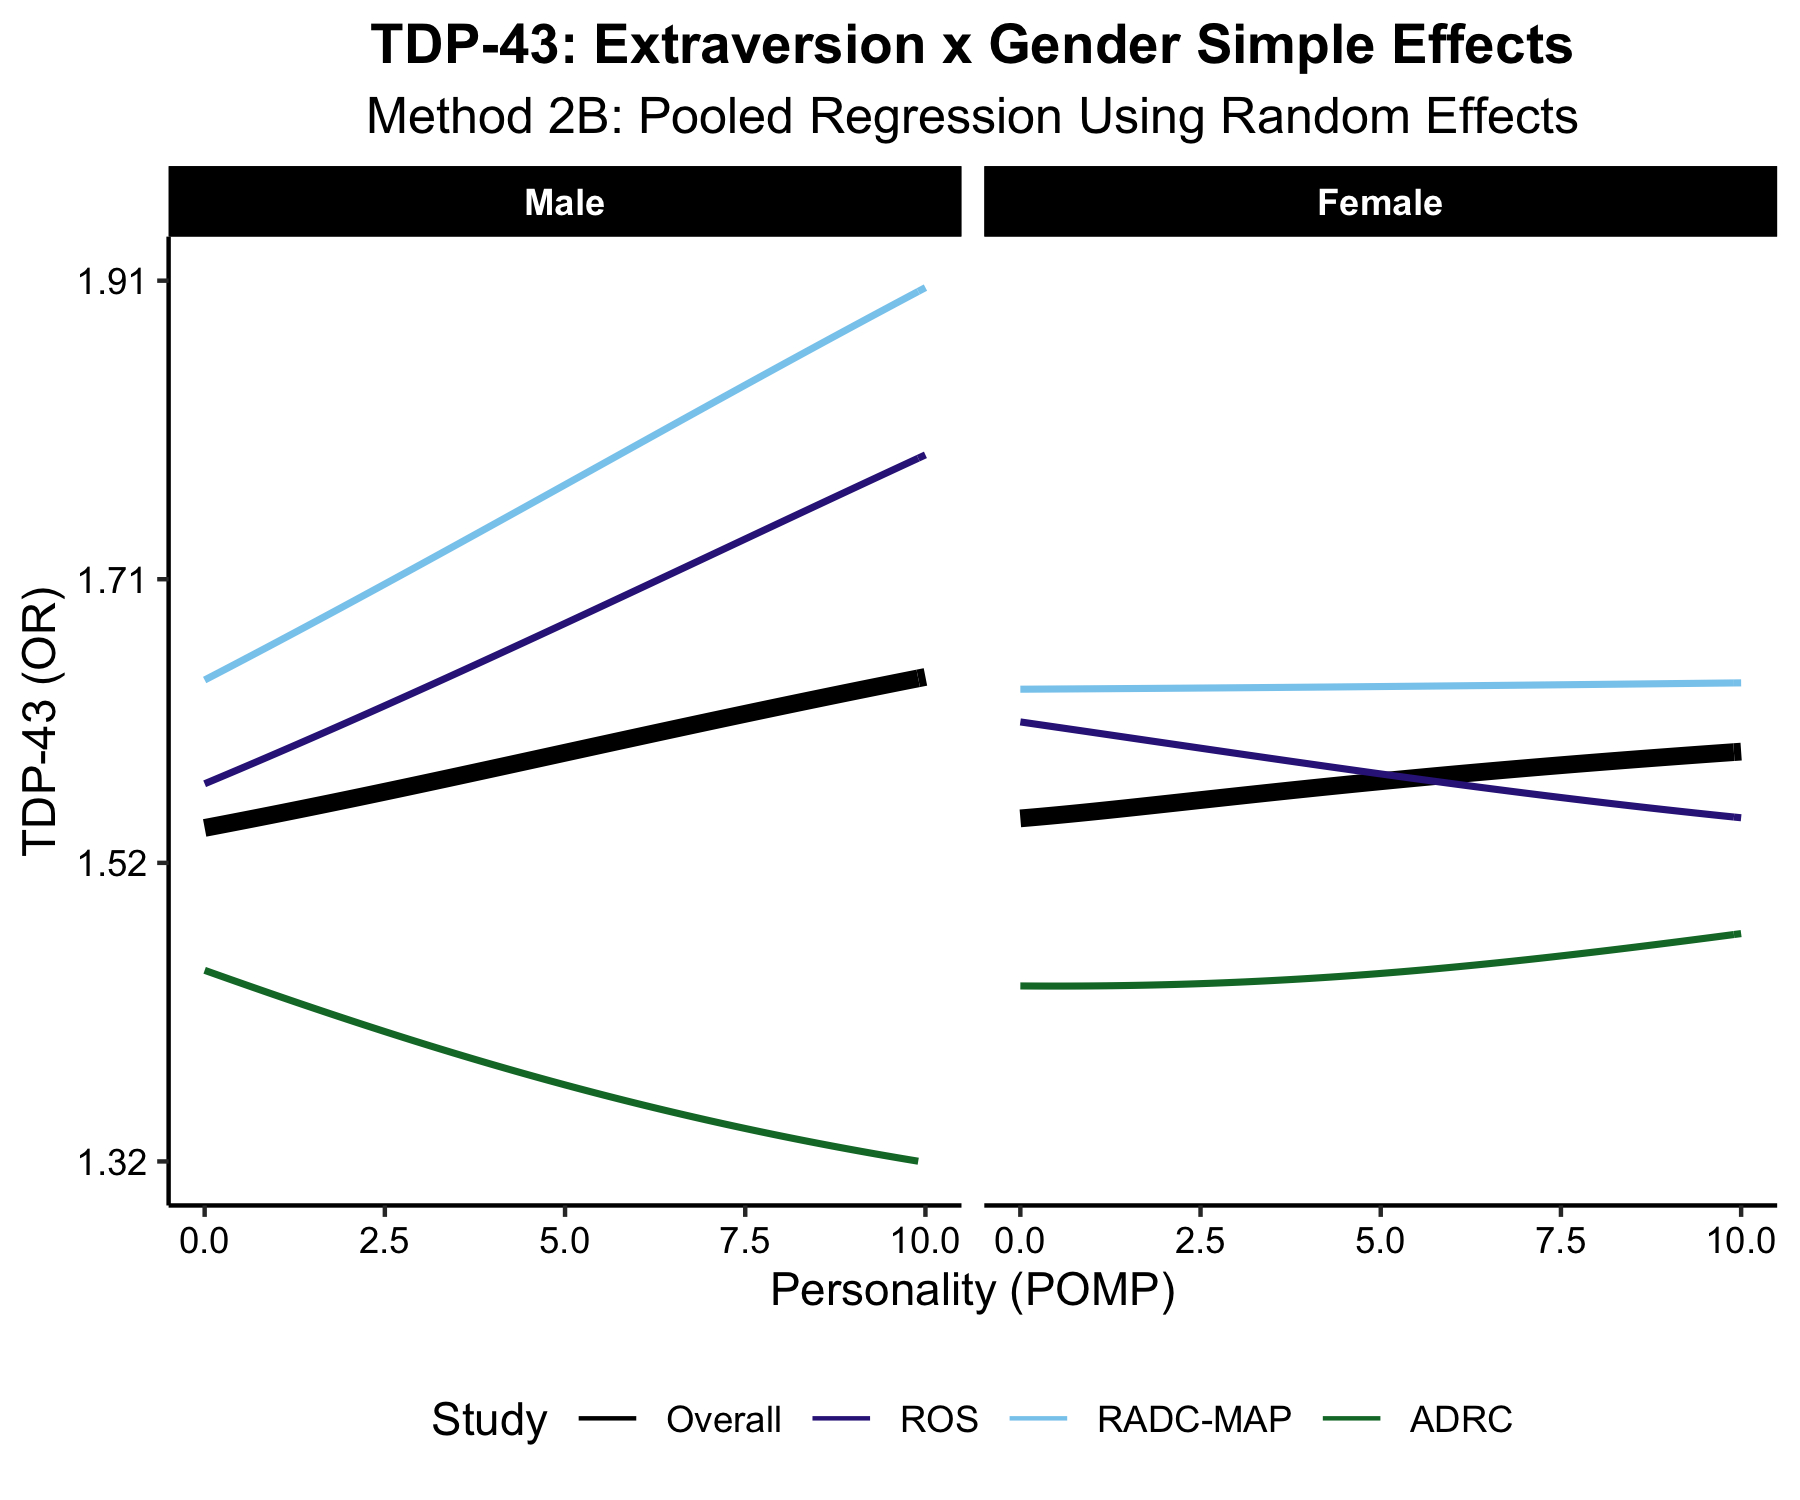 TDP-43: Extraversion x Gender Simple Effects
Method 2B: Pooled Regression Using Random Effects
Male
Female
TDP-43 (OR)
1.91
1.71
1.52
1.32
0.0 2.5 5.0 7.5 10.0
0.0 2.5 5.0 7.5 10.0
Personality (POMP)
Study Overall ROS RADC-MAP ADRC